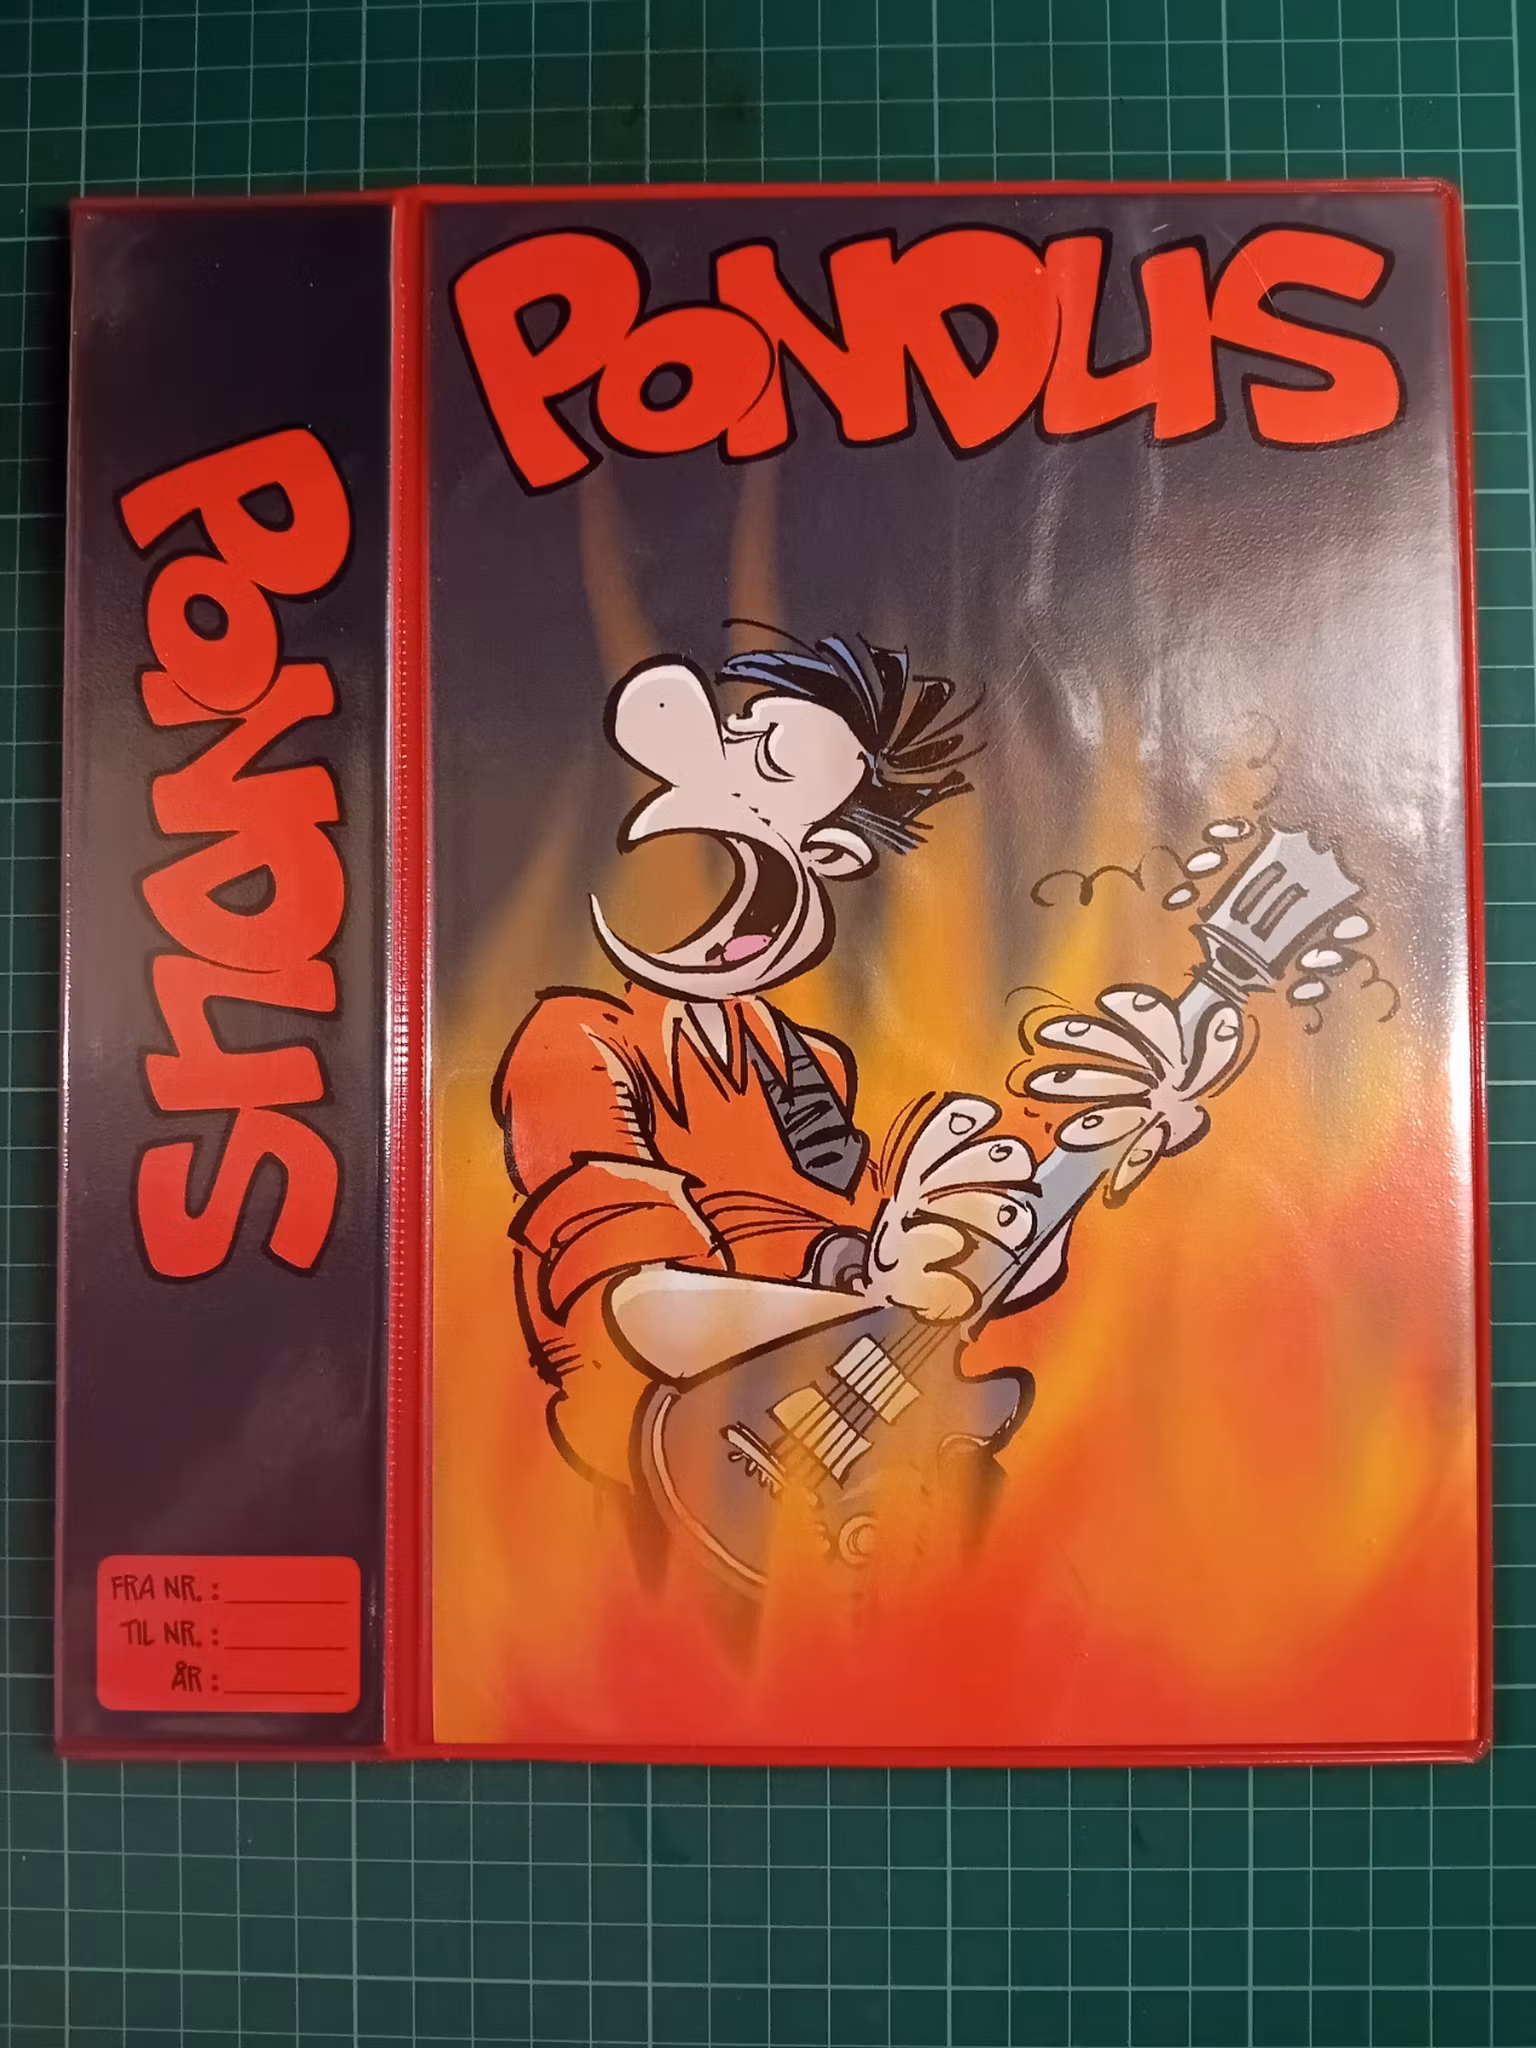 PONDUS
PONDUS
FRA NR. :
TIL NR. :
ÅR :